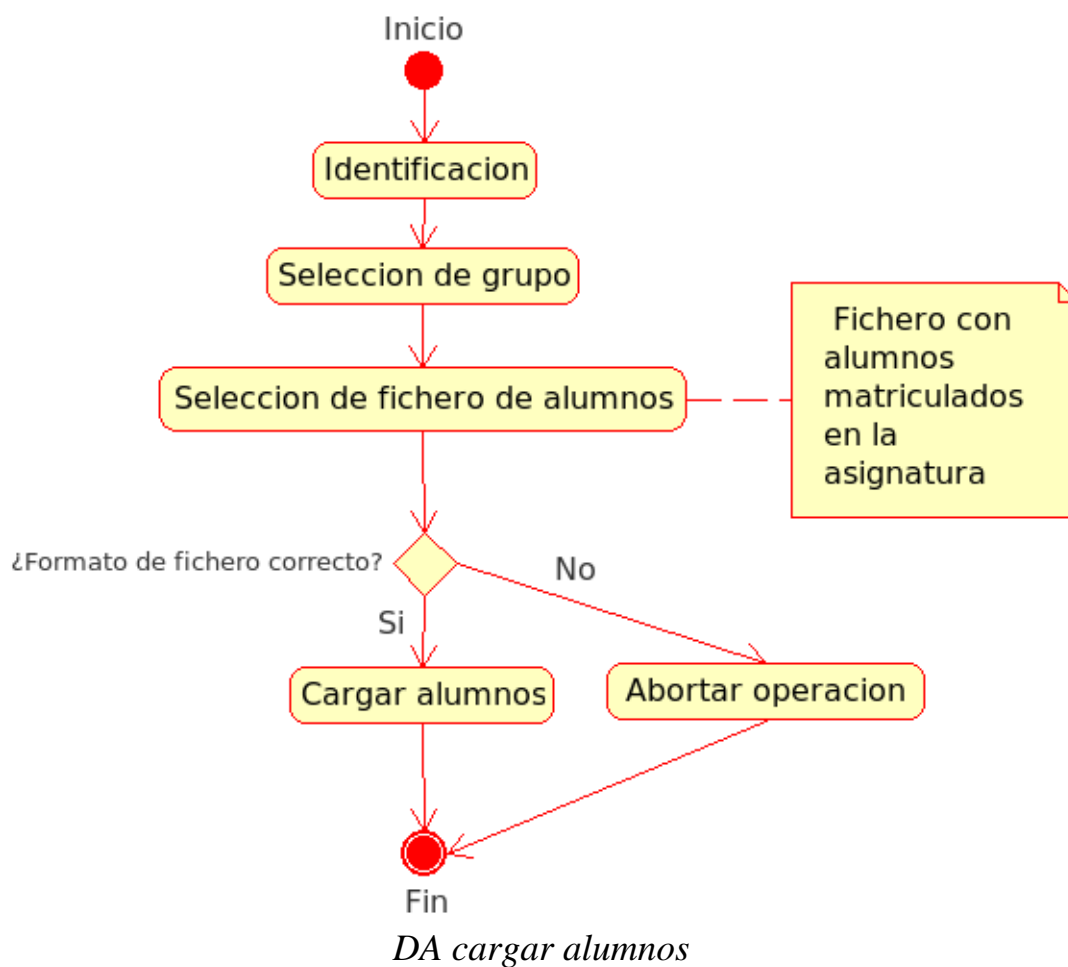 Inicio
Identificacion
Seleccion de grupo
Seleccion de fichero de alumnos
Fichero con
alumnos
matriculados
en la
asignatura
¿Formato de fichero correcto?
No
Si
Cargar alumnos
Abortar operacion
Fin
DA cargar alumnos